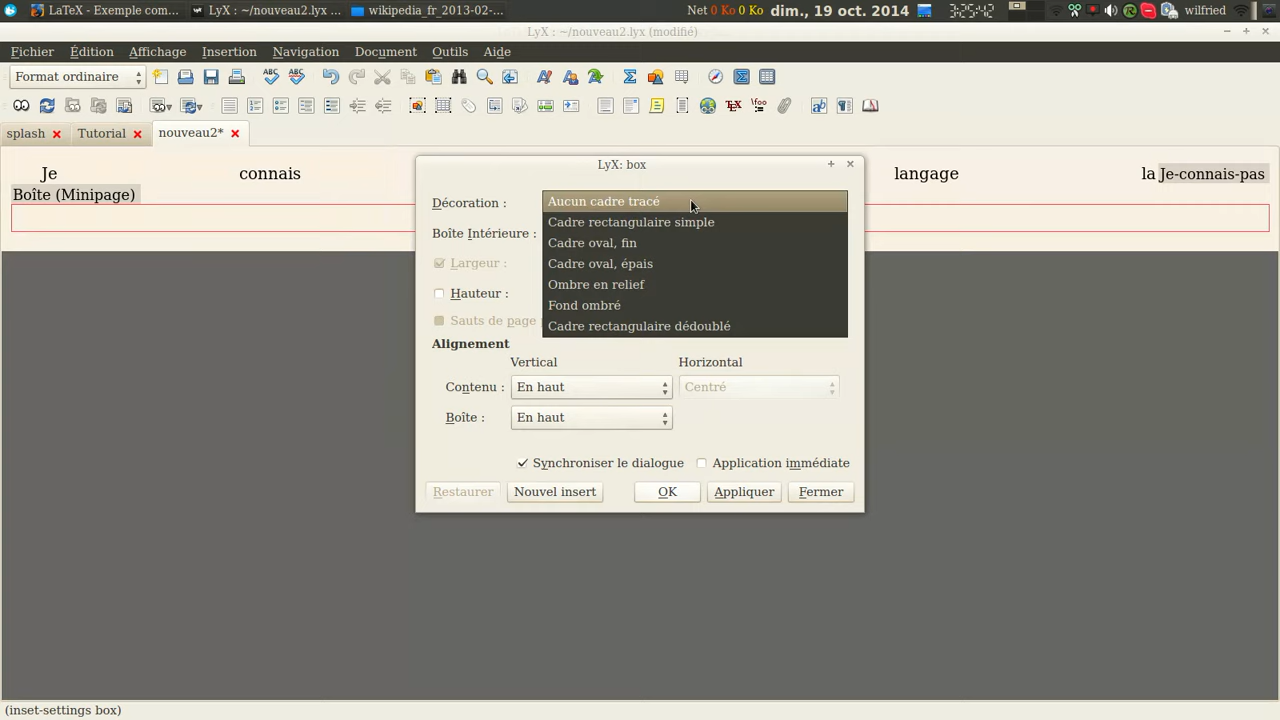 LaTeX - Exemple com... LyX : ~/nouveau2.lyx ... wikipedia_fr_2013-02-... Net 0 Ko 0 Ko dim., 19 oct. 2014 wilfried
LyX : ~/nouveau2.lyx (modifié)
Fichier Édition Affichage Insertion Navigation Document Outils Aide
Format ordinaire
splash Tutorial nouveau2*
Je connais langage la Je-connais-pas
Boîte (Minipage)
LyX: box
Décoration : Aucun cadre tracé
Cadre rectangulaire simple
Boîte Intérieure : Cadre oval, fin
Largeur : Cadre oval, épais
Ombre en relief
Hauteur : Fond ombré
Sauts de page Cadre rectangulaire dédoublé
Alignement
Vertical Horizontal
Contenu : En haut Centré
Boîte : En haut
Synchroniser le dialogue Application immédiate
Restaurer Nouvel insert OK Appliquer Fermer
(inset-settings box)